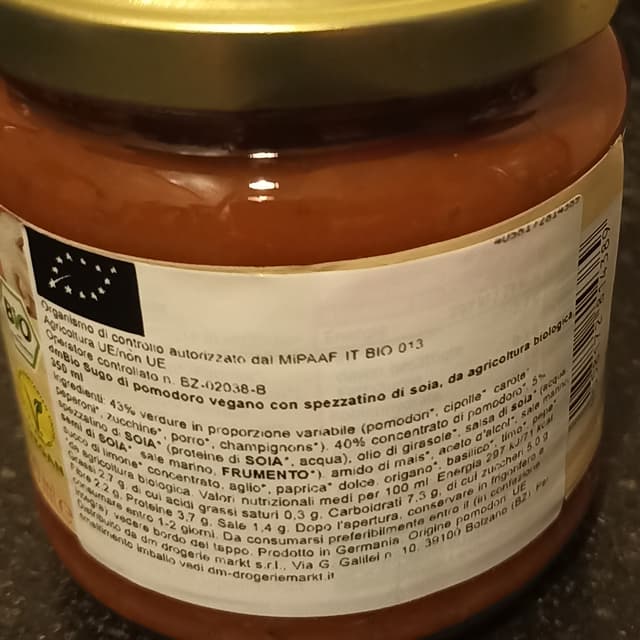 4058172814389
Organismo di controllo autorizzato dal MiPAAF IT BIO 013
Agricoltura UE/non UE
Operatore controllato n. BZ-02038-B
dmBio Sugo di pomodoro vegano con spezzatino di soia, da agricoltura biologica
350 ml
Ingredienti: 43% verdure in proporzione variabile (pomodori*, cipolle*, carote*,
peperoni*, zucchine*, porro*, champignons*), 40% concentrato di pomodoro*, 5%
spezzatino di SOIA* (proteine di SOIA*, acqua), olio di girasole*, salsa di soia* (acqua,
semi di SOIA*, sale marino, FRUMENTO*), amido di mais*, aceto d'alcol*, sale marino,
succo di limone* concentrato, aglio*, paprica* dolce, origano*, basilico*, timo*, pepe*.
*da agricoltura biologica. Valori nutrizionali medi per 100 ml: Energia 297 kJ/71 kcal,
grassi 2,7 g, di cui acidi grassi saturi 0,3 g, Carboidrati 7,3 g, di cui zuccheri 5,0 g,
2,2 g, Proteine 3,7 g, Sale 1,4 g. Dopo l'apertura, conservare in frigorifero e
consumare entro 1-2 giorni. Da consumarsi preferibilmente entro il (in confezione
integra): vedere bordo del tappo. Prodotto in Germania. Origine pomodori: UE.
Distribuito da dm drogerie markt s.r.l., Via G. Galilei n. 10, 39100 Bolzano (BZ). Per
smaltimento imballo vedi dm-drogeriemarkt.it
BIO